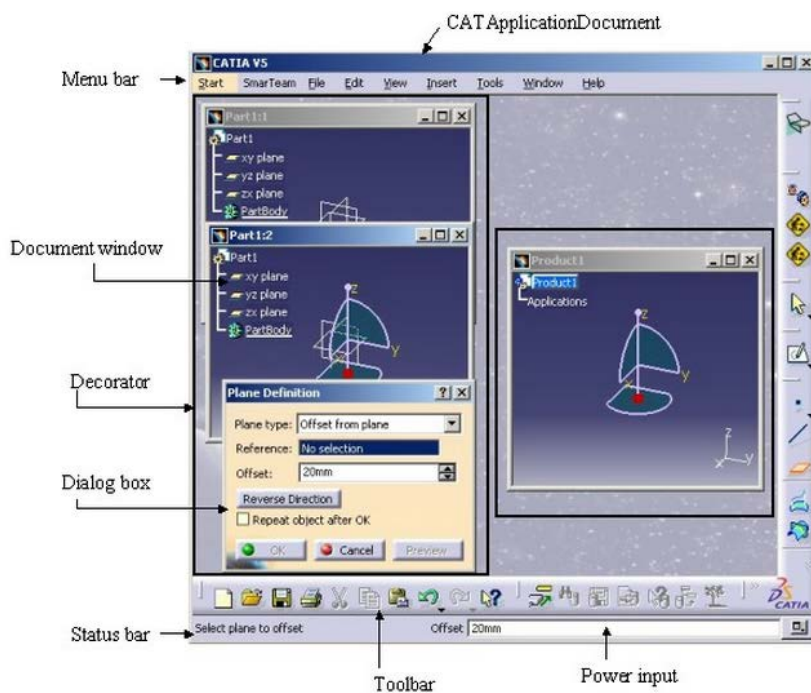 CATApplicationDocument
CATIA V5
Menu bar
Start SmarTeam File Edit View Insert Tools Window Help
Part1:1
Part1
xy plane
yz plane
zx plane
PartBody
Document window
Part1:2
Part1
xy plane
yz plane
zx plane
PartBody
z
y
x
Product1
Product1
Applications
z
y
x
z
x
y
Decorator
Plane Definition
Plane type: Offset from plane
Reference: No selection
Offset: 20mm
Dialog box
Reverse Direction
Repeat object after OK
OK Cancel Preview
CATIA
Status bar
Select plane to offset
Offset 20mm
Toolbar
Power input